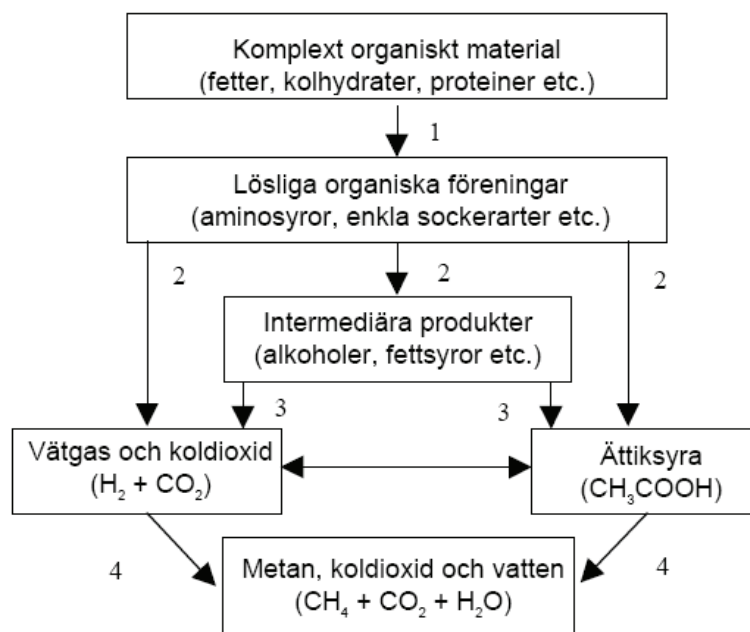 Komplext organiskt material
(fetter, kolhydrater, proteiner etc.)
1
Lösliga organiska föreningar
(aminosyror, enkla sockerarter etc.)
2
2
2
Intermediära produkter
(alkoholer, fettsyror etc.)
3
3
Vätgas och koldioxid
(H₂ + CO₂)
Ättiksyra
(CH₃COOH)
4
4
Metan, koldioxid och vatten
(CH₄ + CO₂ + H₂O)